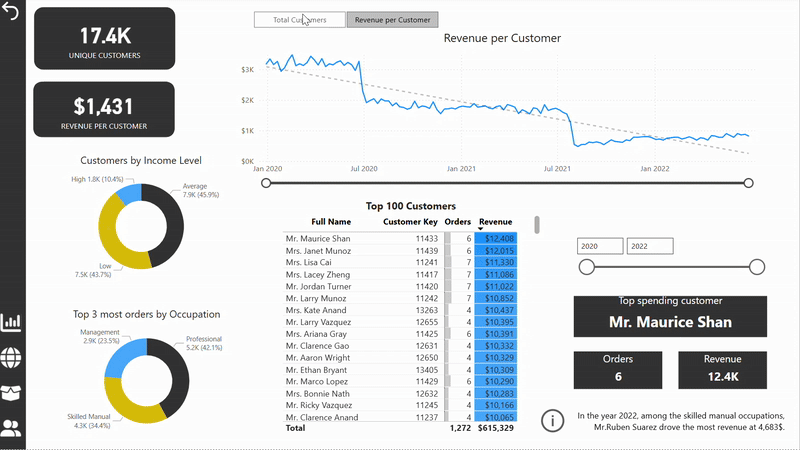 17.4K
UNIQUE CUSTOMERS
$1,431
REVENUE PER CUSTOMER
Total Customers
Revenue per Customer
Revenue per Customer
$3K
$2K
$1K
$0K
Jan 2020
Jul 2020
Jan 2021
Jul 2021
Jan 2022
Customers by Income Level
High 1.8K (10.4%)
Average
7.9K (45.9%)
Low
7.5K (43.7%)
Top 3 most orders by Occupation
Management
2.9K (23.5%)
Professional
5.2K (42.1%)
Skilled Manual
4.3K (34.4%)
Top 100 Customers
Full Name Customer Key Orders Revenue
Mr. Maurice Shan 11433 6 $12,408
Mrs. Janet Munoz 11439 6 $12,015
Mrs. Lisa Cai 11241 7 $11,330
Mrs. Lacey Zheng 11417 7 $11,086
Mr. Jordan Turner 11420 7 $11,022
Mr. Larry Munoz 11242 7 $10,852
Mrs. Kate Anand 13263 4 $10,437
Mr. Larry Vazquez 12655 4 $10,395
Mrs. Ariana Gray 11425 6 $10,391
Mr. Clarence Gao 12631 4 $10,332
Mr. Aaron Wright 12650 4 $10,329
Mr. Ethan Bryant 13405 4 $10,309
Mr. Marco Lopez 11429 6 $10,290
Mrs. Bonnie Nath 12632 4 $10,283
Mr. Ricky Vazquez 11245 4 $10,166
Mr. Clarence Anand 11237 4 $10,065
Total 1,272 $615,329
2020
2022
Top spending customer
Mr. Maurice Shan
Orders
6
Revenue
12.4K
In the year 2022, among the skilled manual occupations,
Mr.Ruben Suarez drove the most revenue at 4,683$.